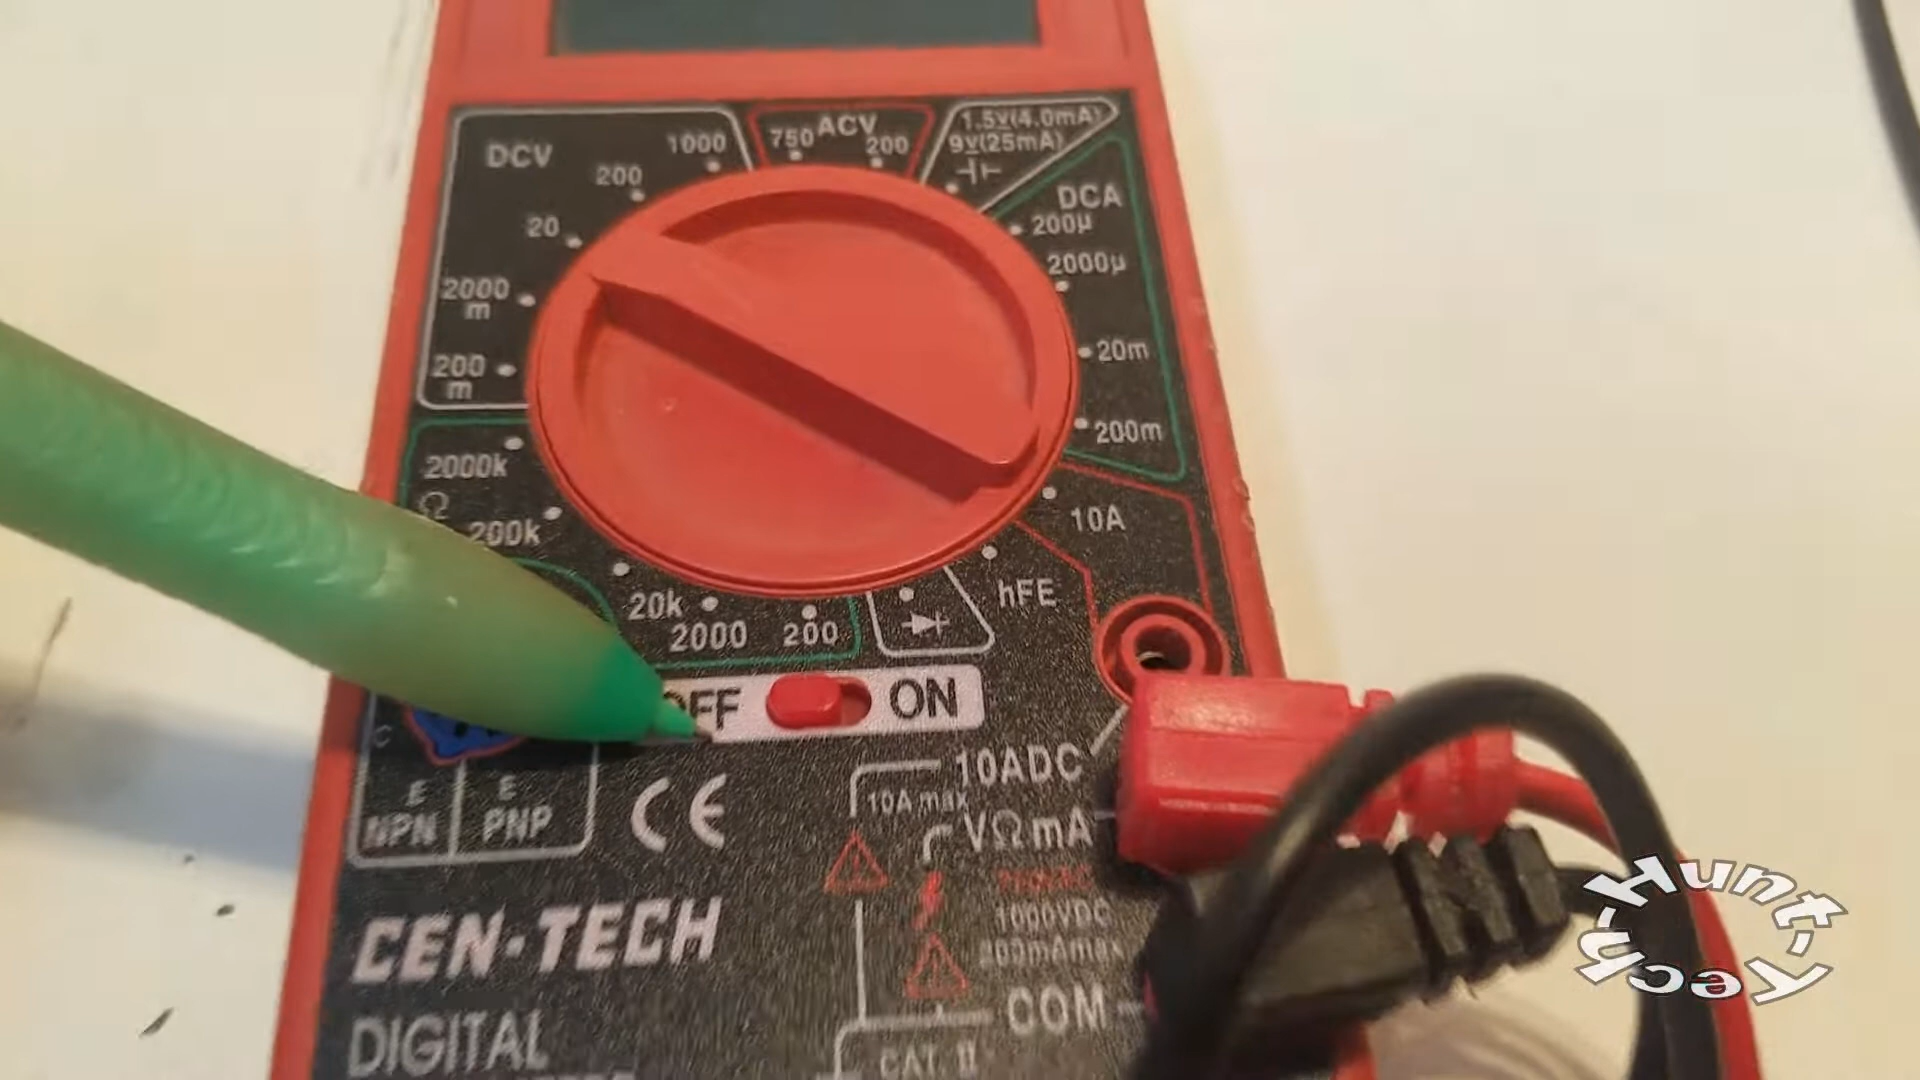 DCV
1000
750 ACV 200
1.5V(4.0mA)
9V(25mA)
200
20
2000
m
200
m
DCA
200µ
2000µ
20m
200m
2000k
Ω
200k
20k
2000
200
10A
hFE
OFF
ON
C
E
NPN
E
PNP
CE
10ADC
10A max
VΩmA
1000VDC
COM
CAT. II
CEN-TECH
DIGITAL
Hunt-Tech